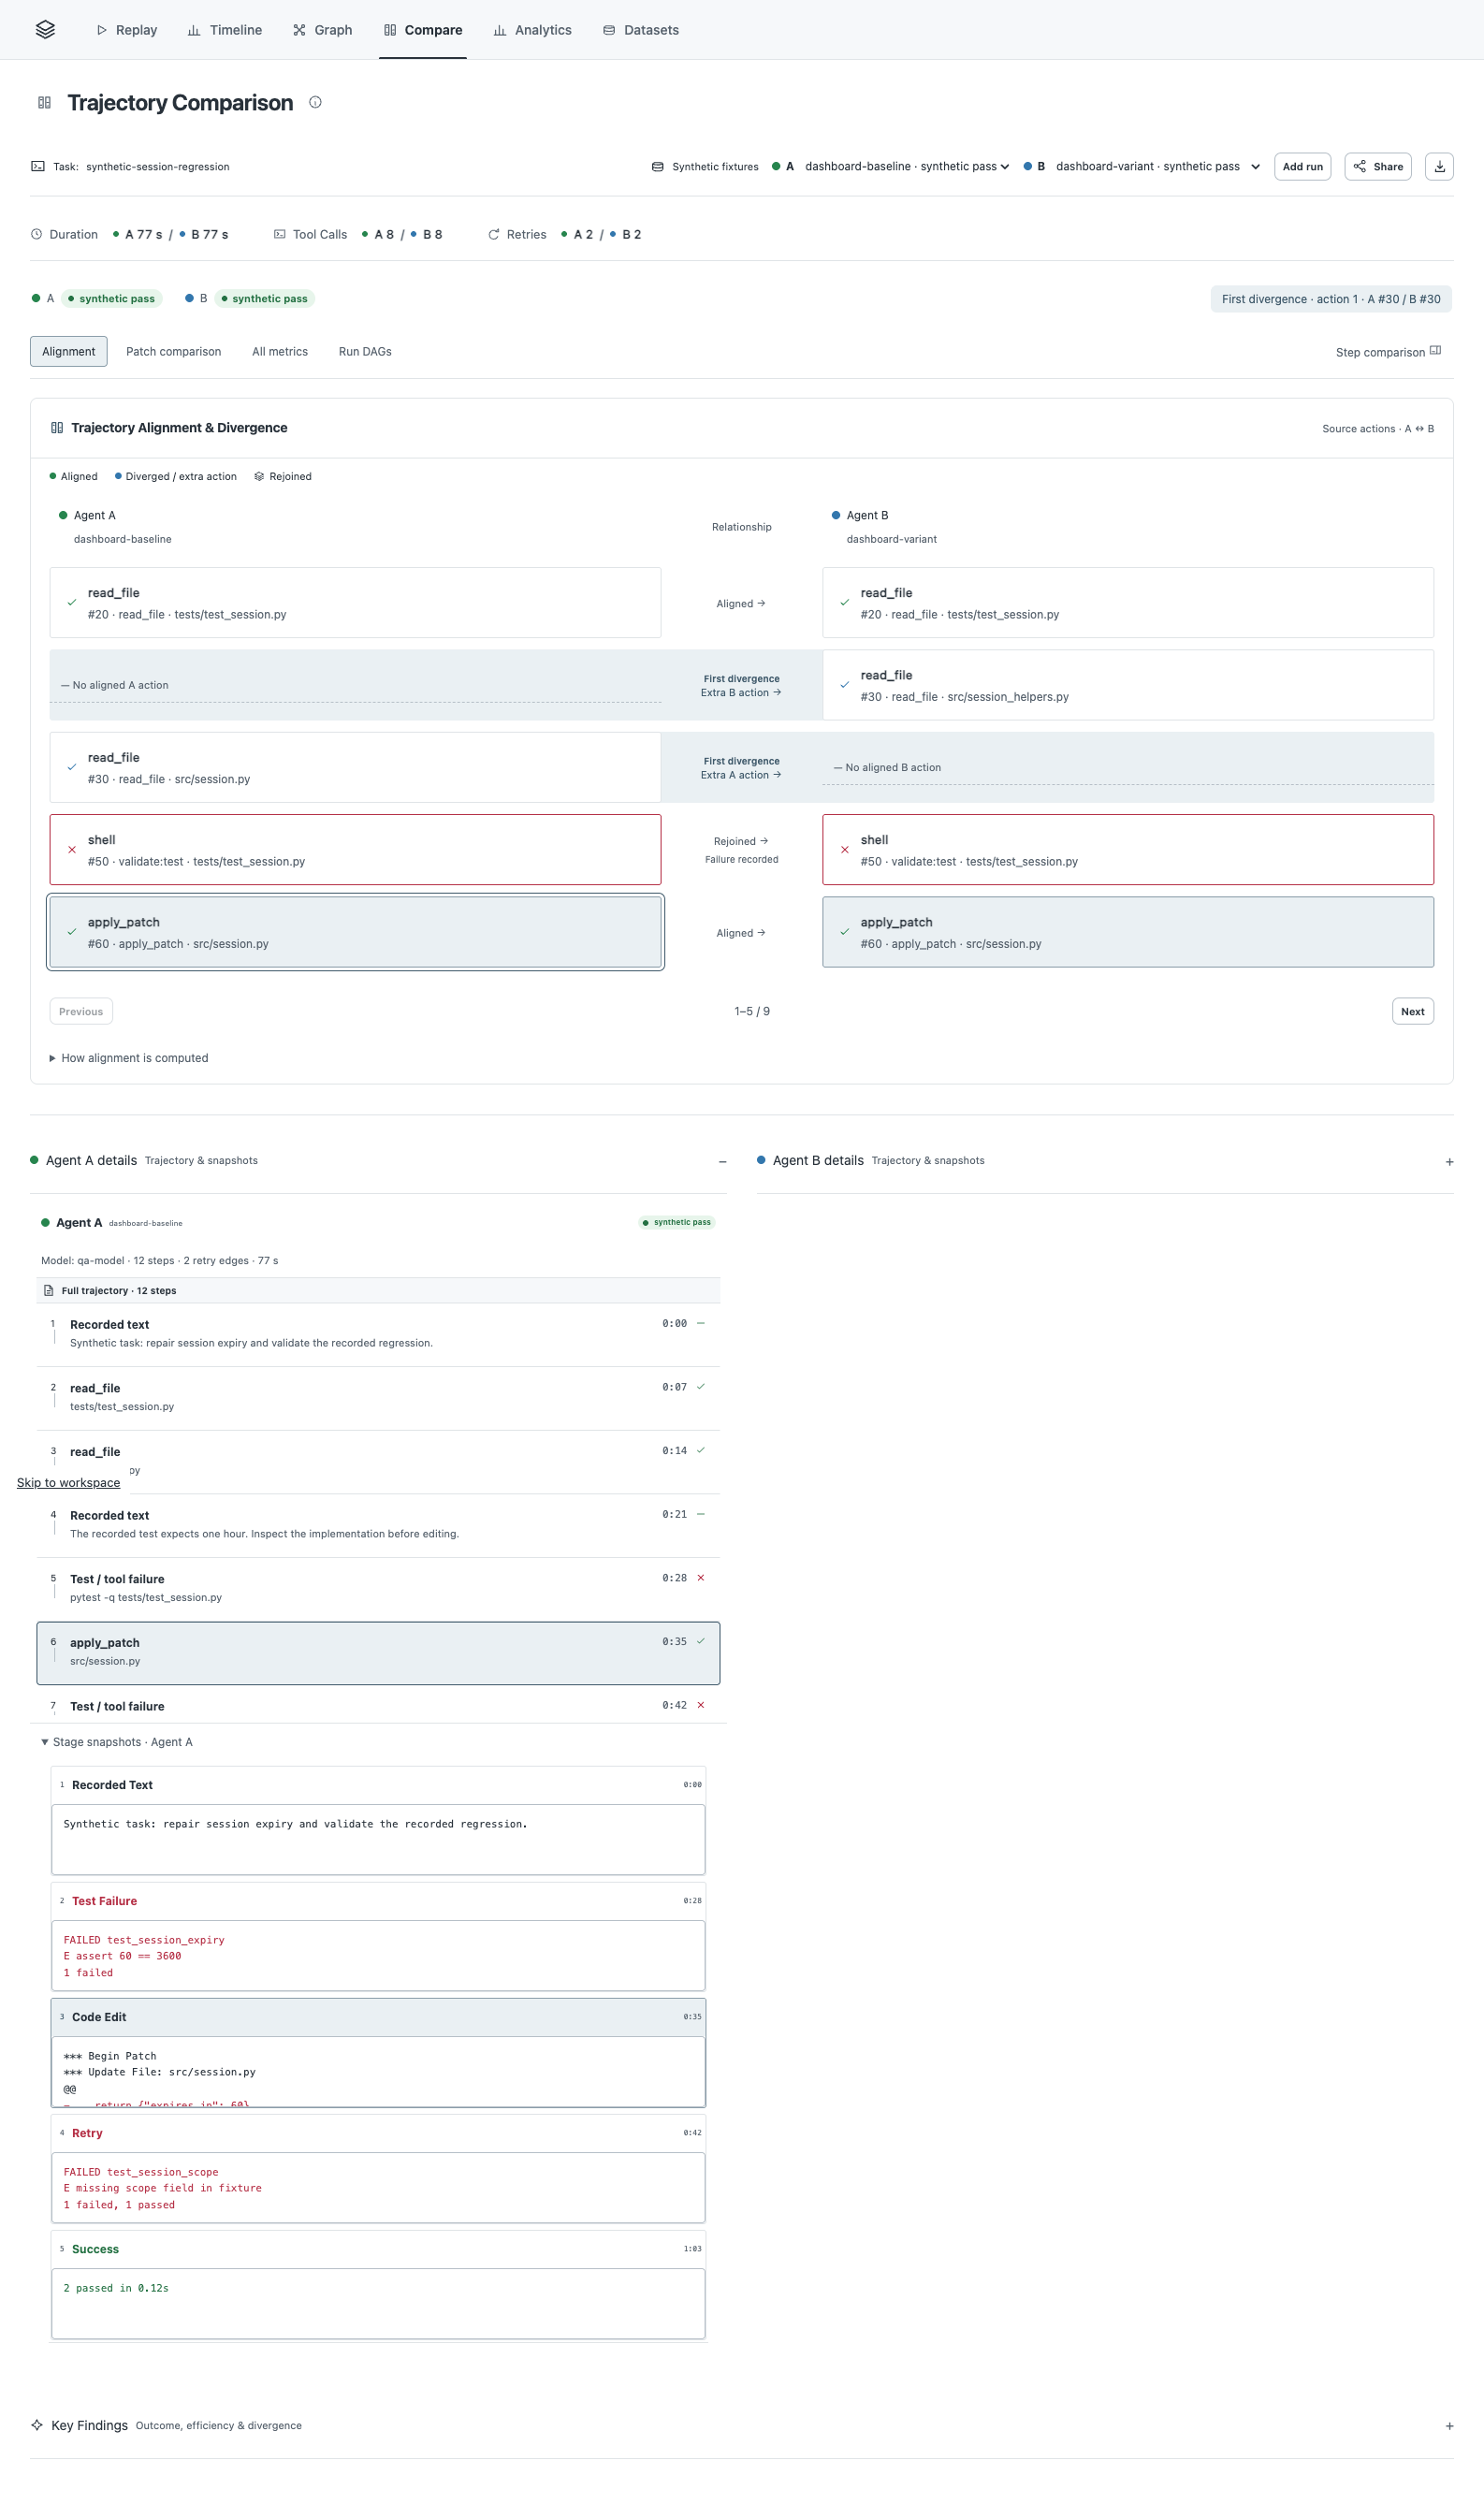 Replay Timeline Graph Compare Analytics Datasets
Trajectory Comparison
Task: synthetic-session-regression
Synthetic fixtures A dashboard-baseline · synthetic pass B dashboard-variant · synthetic pass Add run Share
Duration A 77 s / B 77 s Tool Calls A 8 / B 8 Retries A 2 / B 2
A synthetic pass B synthetic pass First divergence · action 1 · A #30 / B #30
Alignment Patch comparison All metrics Run DAGs Step comparison
Trajectory Alignment & Divergence Source actions · A ↔ B
Aligned Diverged / extra action Rejoined
Agent A
dashboard-baseline
Relationship
Agent B
dashboard-variant
read_file
#20 · read_file · tests/test_session.py
Aligned →
read_file
#20 · read_file · tests/test_session.py
— No aligned A action
First divergence
Extra B action →
read_file
#30 · read_file · src/session_helpers.py
read_file
#30 · read_file · src/session.py
First divergence
Extra A action →
— No aligned B action
shell
#50 · validate:test · tests/test_session.py
Rejoined →
Failure recorded
shell
#50 · validate:test · tests/test_session.py
apply_patch
#60 · apply_patch · src/session.py
Aligned →
apply_patch
#60 · apply_patch · src/session.py
Previous 1–5 / 9 Next
How alignment is computed
Agent A details Trajectory & snapshots −
Agent B details Trajectory & snapshots +
Agent A dashboard-baseline synthetic pass
Model: qa-model · 12 steps · 2 retry edges · 77 s
Full trajectory · 12 steps
1 Recorded text 0:00 —
Synthetic task: repair session expiry and validate the recorded regression.
2 read_file 0:07
tests/test_session.py
3 read_file 0:14
py
Skip to workspace
4 Recorded text 0:21 —
The recorded test expects one hour. Inspect the implementation before editing.
5 Test / tool failure 0:28
pytest -q tests/test_session.py
6 apply_patch 0:35
src/session.py
7 Test / tool failure 0:42
Stage snapshots · Agent A
1 Recorded Text 0:00
Synthetic task: repair session expiry and validate the recorded regression.
2 Test Failure 0:28
FAILED test_session_expiry
E assert 60 == 3600
1 failed
3 Code Edit 0:35
*** Begin Patch
*** Update File: src/session.py
@@
- return {"expires_in": 60}
4 Retry 0:42
FAILED test_session_scope
E missing scope field in fixture
1 failed, 1 passed
5 Success 1:03
2 passed in 0.12s
Key Findings Outcome, efficiency & divergence +